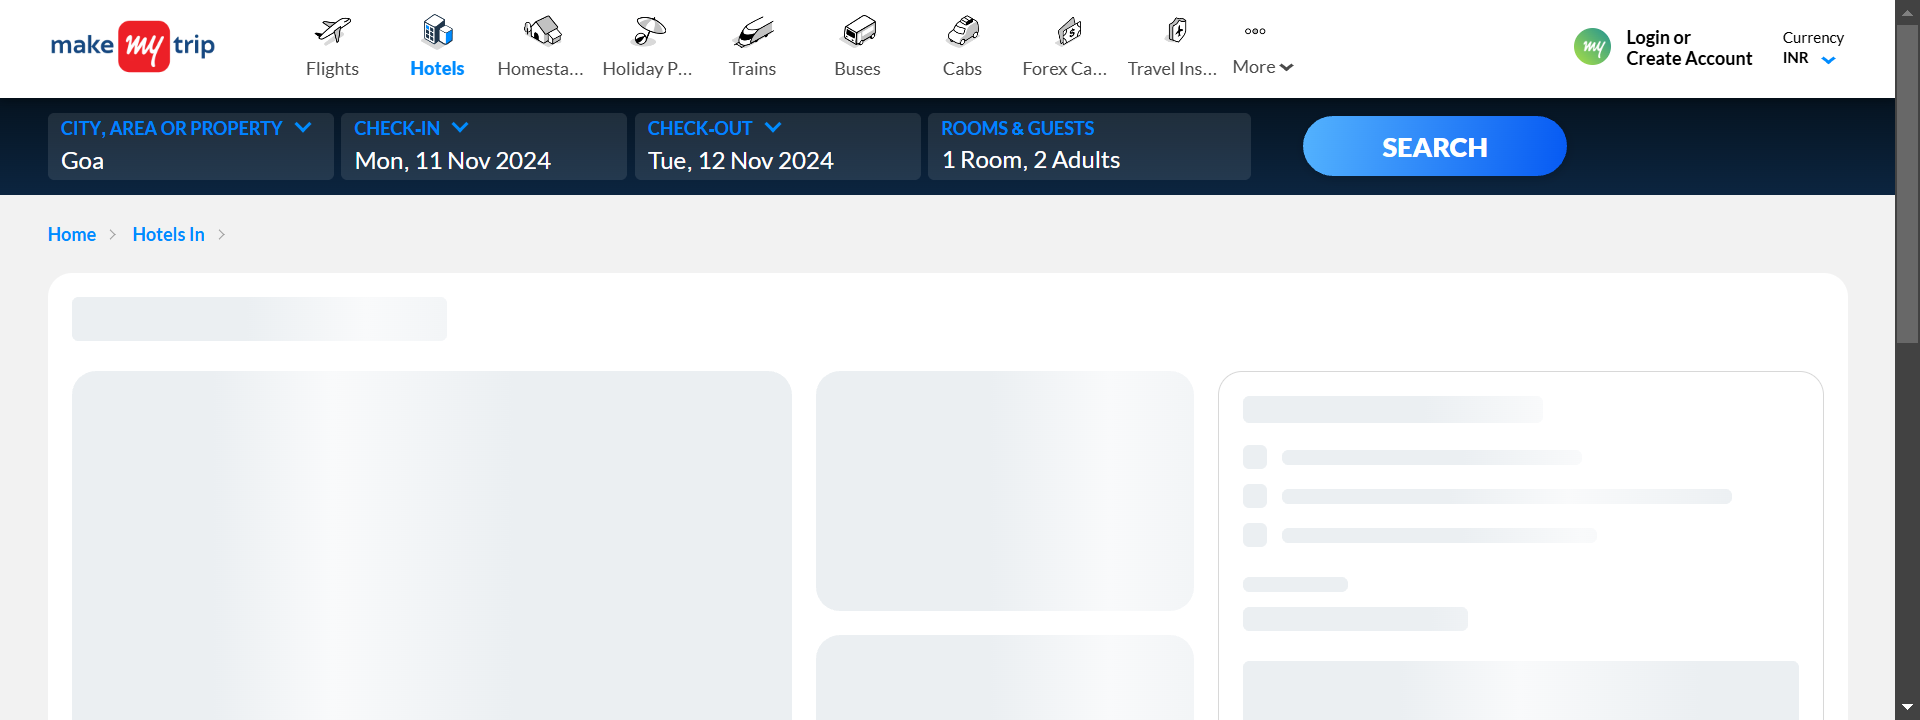 make my trip
Flights
Hotels
Homesta...
Holiday P...
Trains
Buses
Cabs
Forex Ca...
Travel Ins...
More
my
Login or
Create Account
Currency
INR
CITY, AREA OR PROPERTY
Goa
CHECK-IN
Mon, 11 Nov 2024
CHECK-OUT
Tue, 12 Nov 2024
ROOMS & GUESTS
1 Room, 2 Adults
SEARCH
Home
Hotels In